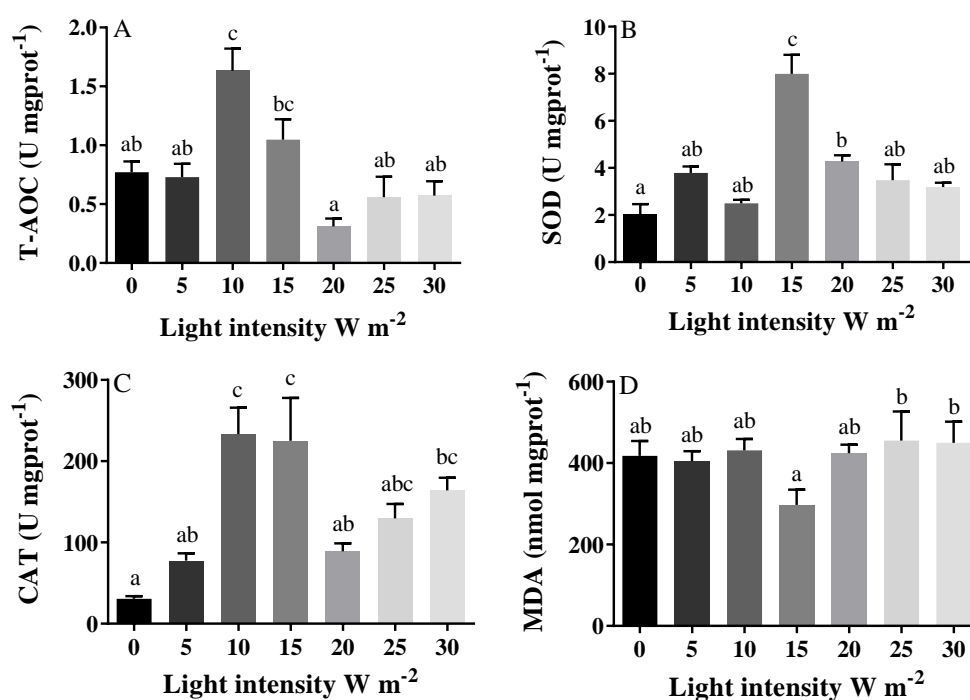 A
T-AOC (U mgprot-1)
2.0
1.5
1.0
0.5
0.0
ab
ab
c
bc
a
ab
ab
0 5 10 15 20 25 30
Light intensity W m-2
B
SOD (U mgprot-1)
10
8
6
4
2
0
a
ab
ab
c
b
ab
ab
0 5 10 15 20 25 30
Light intensity W m-2
C
CAT (U mgprot-1)
300
200
100
0
a
ab
c
c
ab
abc
bc
0 5 10 15 20 25 30
Light intensity W m-2
D
MDA (nmol mgprot-1)
600
400
200
0
ab
ab
ab
a
ab
b
b
0 5 10 15 20 25 30
Light intensity W m-2